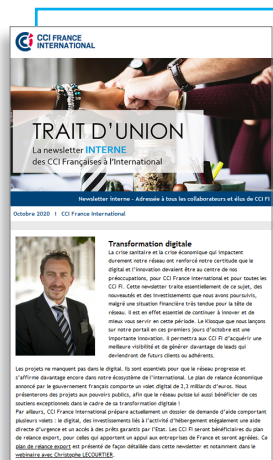 CCI FRANCE
INTERNATIONAL
TRAIT D'UNION
La newsletter INTERNE
des CCI Françaises à l'International
Newsletter interne - Adressée à tous les collaborateurs et élus de CCI FI
Octobre 2020 I CCI France International
Transformation digitale
La crise sanitaire et la crise économique qui impactent
durement notre réseau ont renforcé notre certitude que le
digital et l'innovation devaient être au centre de nos
préoccupations, pour CCI France International et pour toutes les
CCI FI. Cette newsletter traite essentiellement de ce sujet, des
nouveautés et des investissements que nous avons poursuivis,
malgré une situation financière très tendue pour la tête de
réseau. Il est en effet essentiel de continuer à innover et de
mieux vous servir en cette période. Le Kiosque que nous lançons
sur notre portail en ces premiers jours d'octobre est une
importante innovation. Il permettra aux CCI FI d'acquérir une
meilleure visibilité et de générer davantage de leads qui
deviendront de futurs clients ou adhérents.
Les projets ne manquent pas dans le digital. Ils sont essentiels pour que le réseau progresse et
s'affirme davantage encore dans notre écosystème de l'international. Le plan de relance économique
annoncé par le gouvernement français comporte un volet digital de 2,3 milliards d'euros. Nous
présenterons des projets aux pouvoirs publics, afin que le réseau puisse lui aussi bénéficier de ces
soutiens exceptionnels dans le cadre de sa transformation digitale !
Par ailleurs, CCI France International prépare actuellement un dossier de demande d'aide comportant
plusieurs volets : le digital, des investissements liés à l'activité d'hébergement également une aide
directe d'urgence et un accès à des prêts garantis par l'Etat. Les CCI FI seront bénéficiaires du plan
de relance export, pour celles qui apportent un appui aux entreprises de France et seront agréées. Ce
plan de relance export est présenté de façon détaillée dans cette newsletter et notamment dans le
webinaire avec Christophe LECOURTIER.